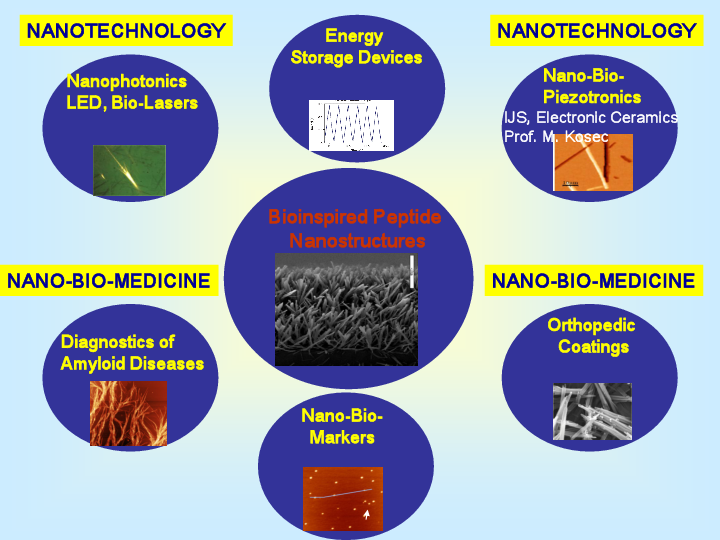 NANOTECHNOLOGY
Energy
Storage Devices
NANOTECHNOLOGY
Nanophotonics
LED, Bio-Lasers
Nano-Bio-
Piezotronics
IJS, Electronic Ceramics
Prof. M. Kosec
Bioinspired Peptide
Nanostructures
NANO-BIO-MEDICINE
NANO-BIO-MEDICINE
Diagnostics of
Amyloid Diseases
Orthopedic
Coatings
Nano-Bio-
Markers